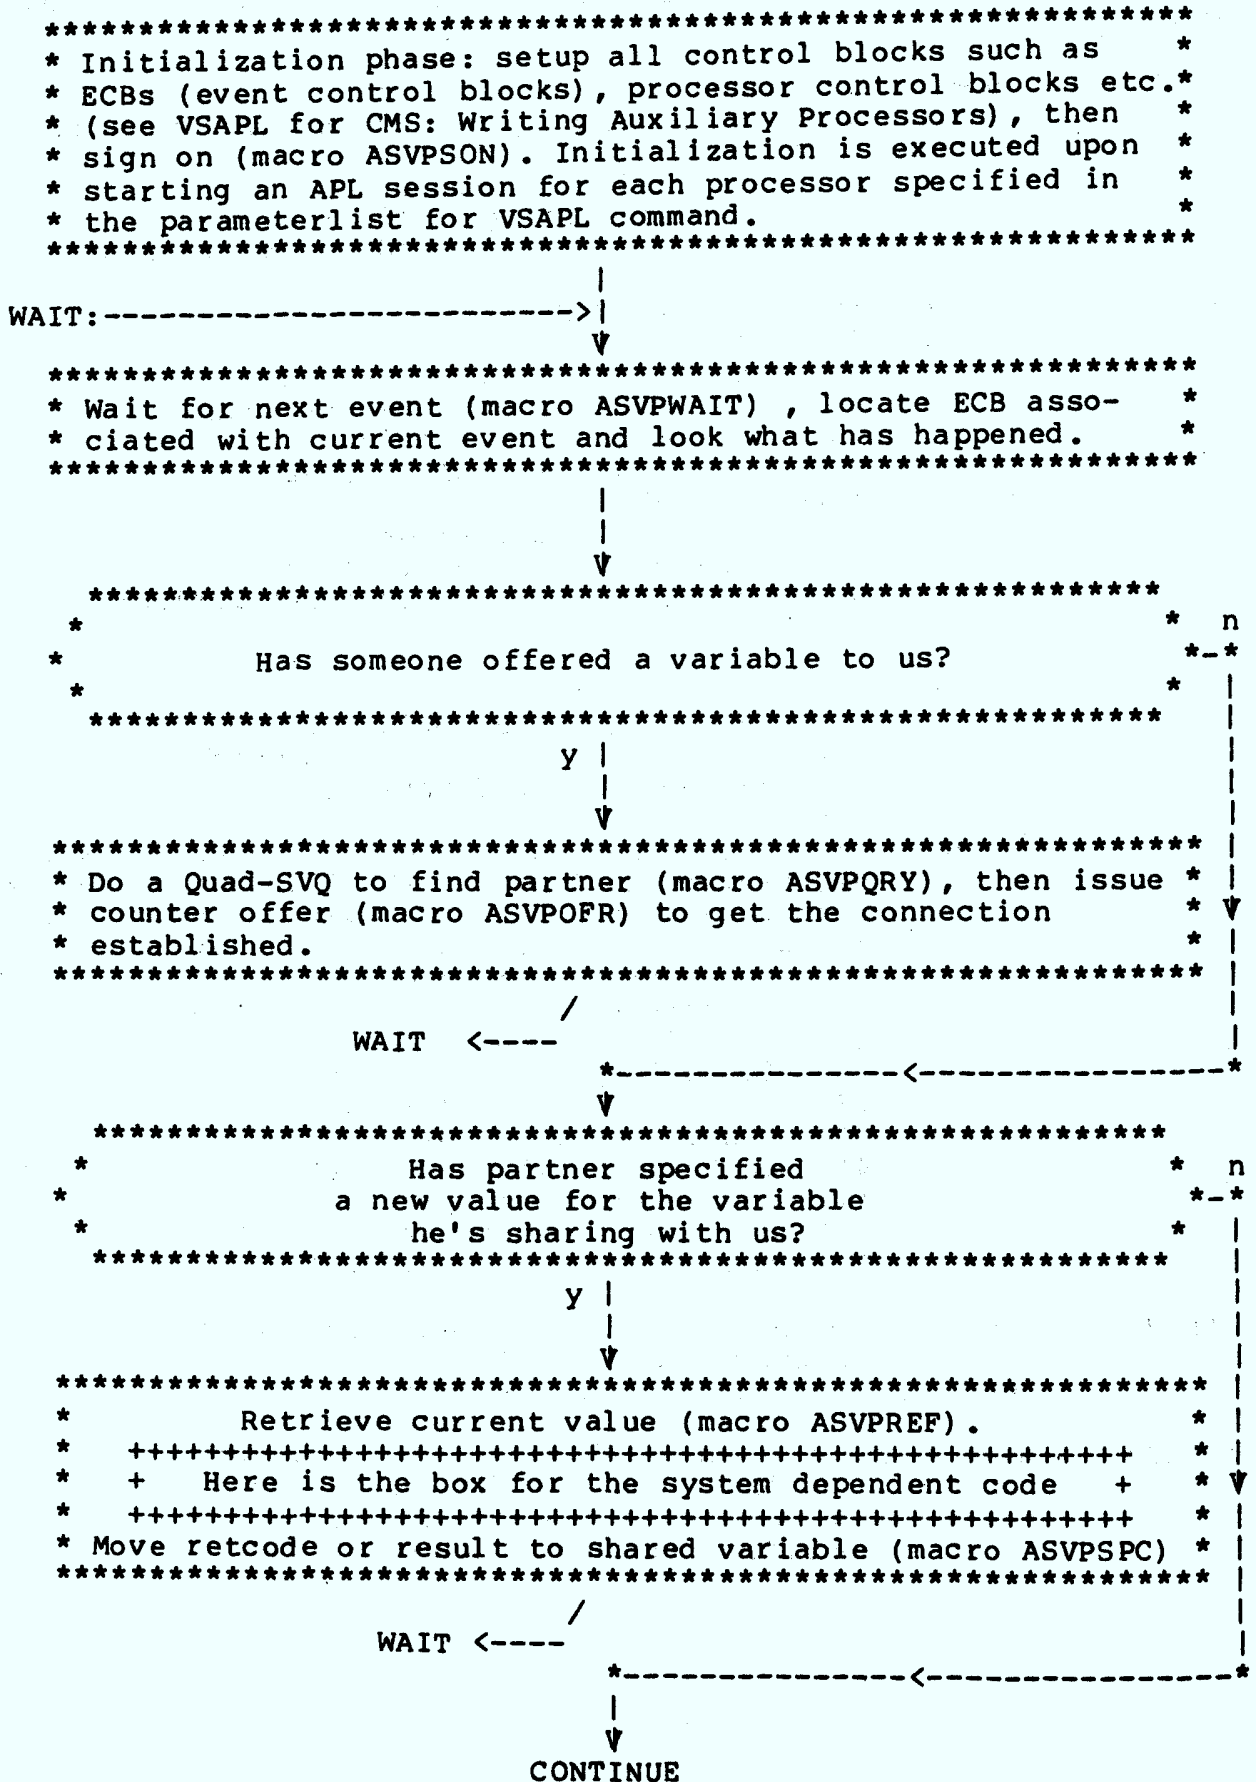 *************************************************************
* Initialization phase: setup all control blocks such as *
* ECBs (event control blocks), processor control blocks etc.*
* (see VSAPL for CMS: Writing Auxiliary Processors), then *
* sign on (macro ASVPSON). Initialization is executed upon *
* starting an APL session for each processor specified in *
* the parameterlist for VSAPL command. *
*************************************************************
WAIT:------------------------->|
*************************************************************
* Wait for next event (macro ASVPWAIT) , locate ECB asso- *
* ciated with current event and look what has happened. *
*************************************************************
*********************************************************
* * n
* Has someone offered a variable to us? *-*
* *
*********************************************************
y |
*************************************************************
* Do a Quad-SVQ to find partner (macro ASVPQRY), then issue *
* counter offer (macro ASVPOFR) to get the connection *
* established. *
*************************************************************
/
WAIT <----
*---------------<----------------*
*********************************************************
* Has partner specified * n
* a new value for the variable *-*
* he's sharing with us? *
*********************************************************
y |
*************************************************************
* Retrieve current value (macro ASVPREF). *
* +++++++++++++++++++++++++++++++++++++++++++++++++++++ *
* + Here is the box for the system dependent code + *
* +++++++++++++++++++++++++++++++++++++++++++++++++++++ *
* Move retcode or result to shared variable (macro ASVPSPC) *
*************************************************************
/
WAIT <----
*---------------<----------------*
CONTINUE